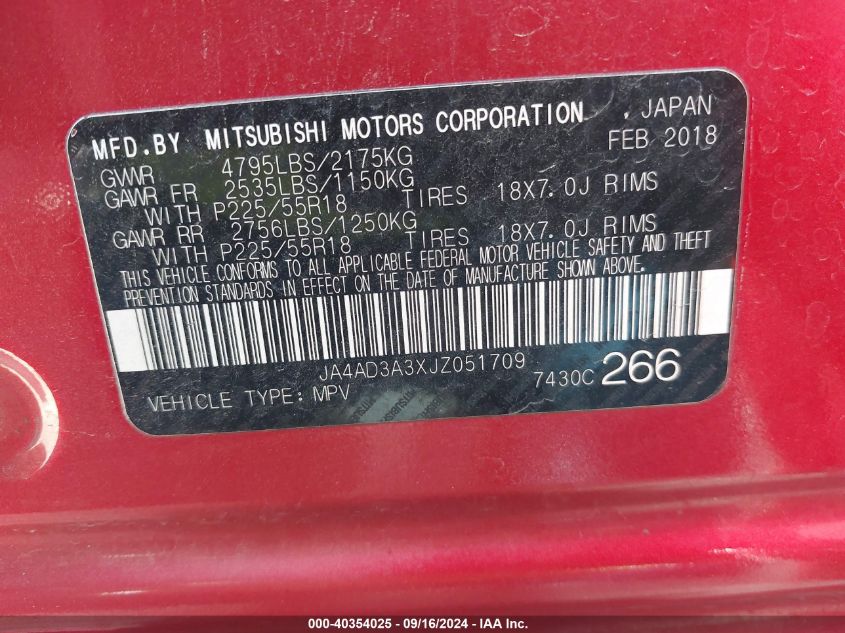 MFD.BY MITSUBISHI MOTORS CORPORATION , JAPAN
FEB 2018
GVWR 4795LBS/2175KG
GAWR FR 2535LBS/1150KG
WITH P225/55R18 TIRES 18X7.0J RIMS
GAWR RR 2756LBS/1250KG
WITH P225/55R18 TIRES 18X7.0J RIMS
THIS VEHICLE CONFORMS TO ALL APPLICABLE FEDERAL MOTOR VEHICLE SAFETY AND THEFT
PREVENTION STANDARDS IN EFFECT ON THE DATE OF MANUFACTURE SHOWN ABOVE.
JA4AD3A3XJZ051709
VEHICLE TYPE: MPV 7430C 266
000-40354025 - 09/16/2024 - IAA Inc.